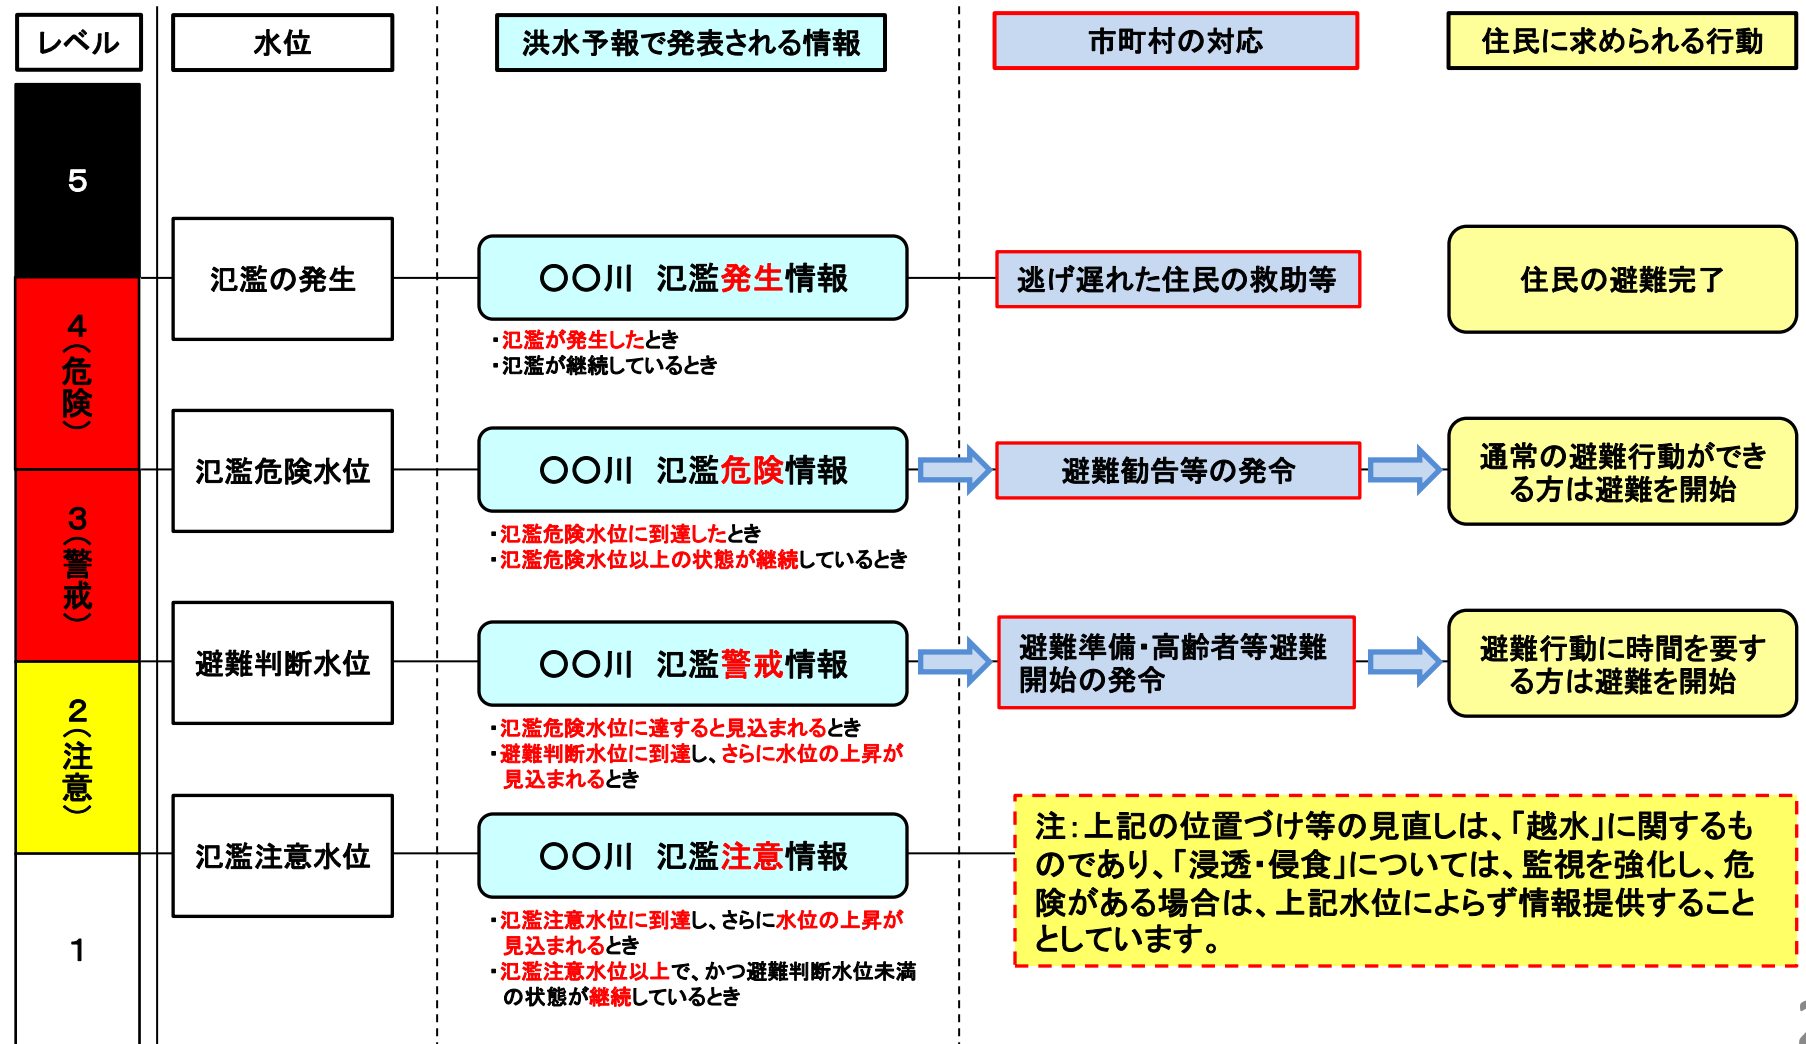 レベル
水位
洪水予報で発表される情報
市町村の対応
住民に求められる行動
5
氾濫の発生
〇〇川 氾濫発生情報
・氾濫が発生したとき
・氾濫が継続しているとき
逃げ遅れた住民の救助等
住民の避難完了
4(危険)
氾濫危険水位
〇〇川 氾濫危険情報
・氾濫危険水位に到達したとき
・氾濫危険水位以上の状態が継続しているとき
避難勧告等の発令
通常の避難行動ができ
る方は避難を開始
3(警戒)
避難判断水位
〇〇川 氾濫警戒情報
・氾濫危険水位に達すると見込まれるとき
・避難判断水位に到達し、さらに水位の上昇が
見込まれるとき
避難準備・高齢者等避難
開始の発令
避難行動に時間を要す
る方は避難を開始
2(注意)
氾濫注意水位
〇〇川 氾濫注意情報
・氾濫注意水位に到達し、さらに水位の上昇が
見込まれるとき
・氾濫注意水位以上で、かつ避難判断水位未満
の状態が継続しているとき
注:上記の位置づけ等の見直しは、「越水」に関するも
のであり、「浸透・侵食」については、監視を強化し、危
険がある場合は、上記水位によらず情報提供すること
としています。
1